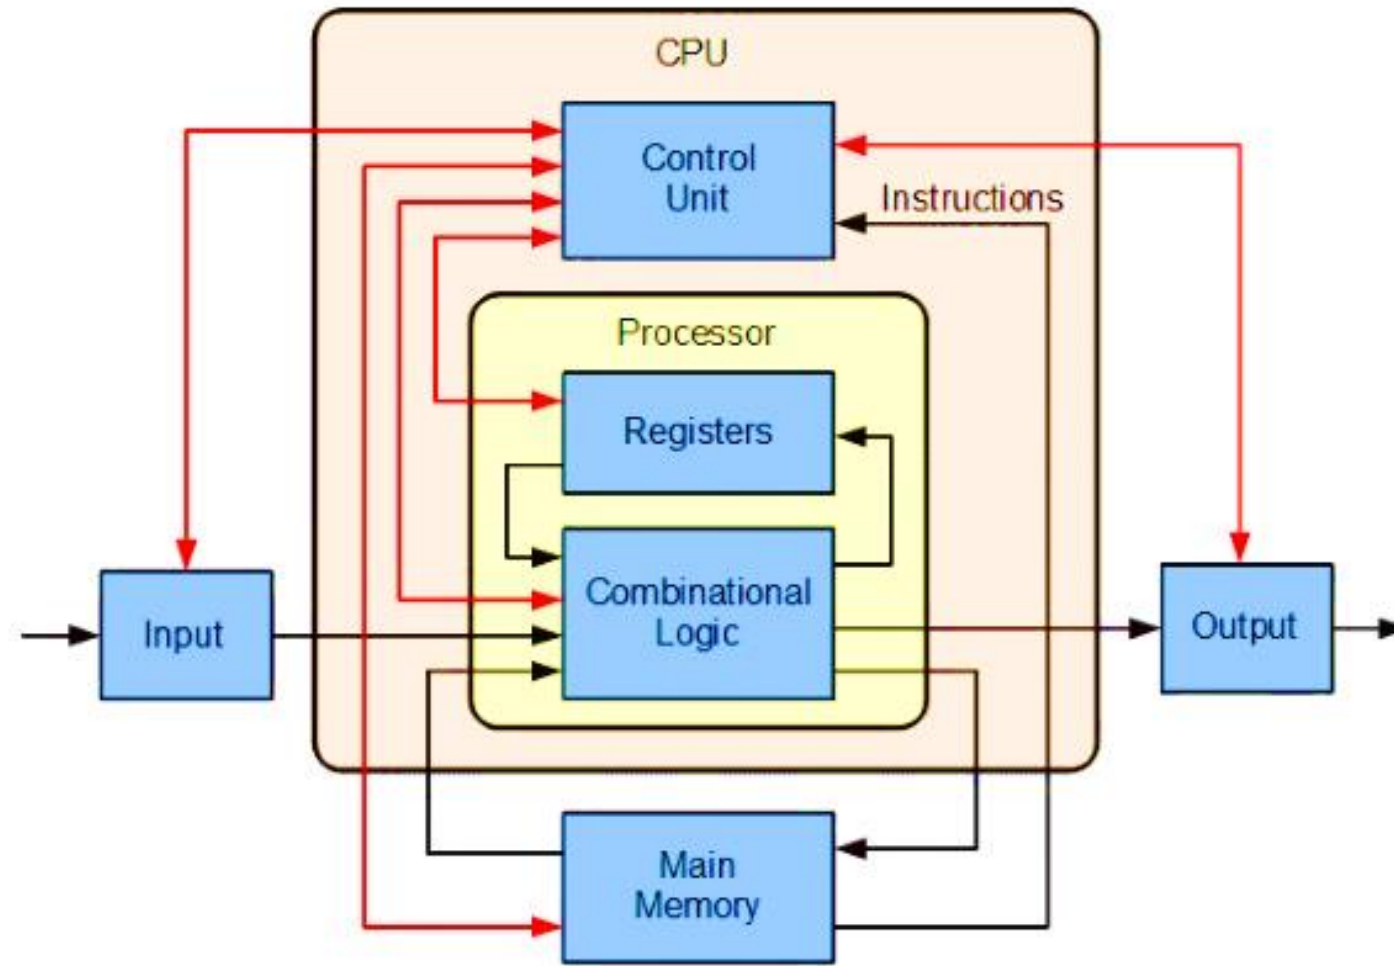 CPU
Control
Unit
Instructions
Processor
Registers
Combinational
Logic
Input
Output
Main
Memory